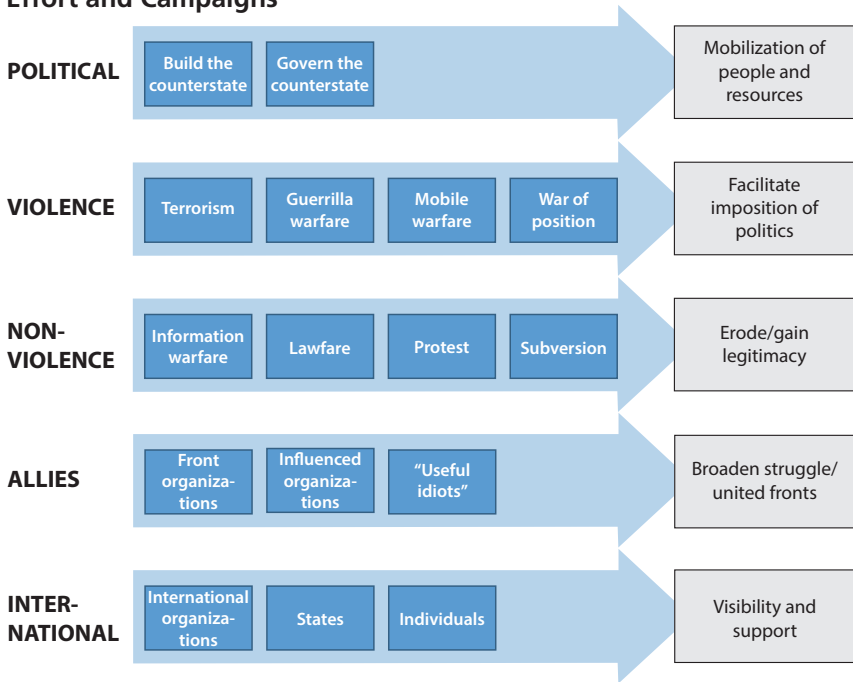 Effort and Campaigns
POLITICAL
Build the
counterstate
Govern the
counterstate
Mobilization of
people and
resources
VIOLENCE
Terrorism
Guerrilla
warfare
Mobile
warfare
War of
position
Facilitate
imposition of
politics
NON-
VIOLENCE
Information
warfare
Lawfare
Protest
Subversion
Erode/gain
legitimacy
ALLIES
Front
organiza-
tions
Influenced
organiza-
tions
“Useful
idiots”
Broaden struggle/
united fronts
INTER-
NATIONAL
International
organiza-
tions
States
Individuals
Visibility and
support